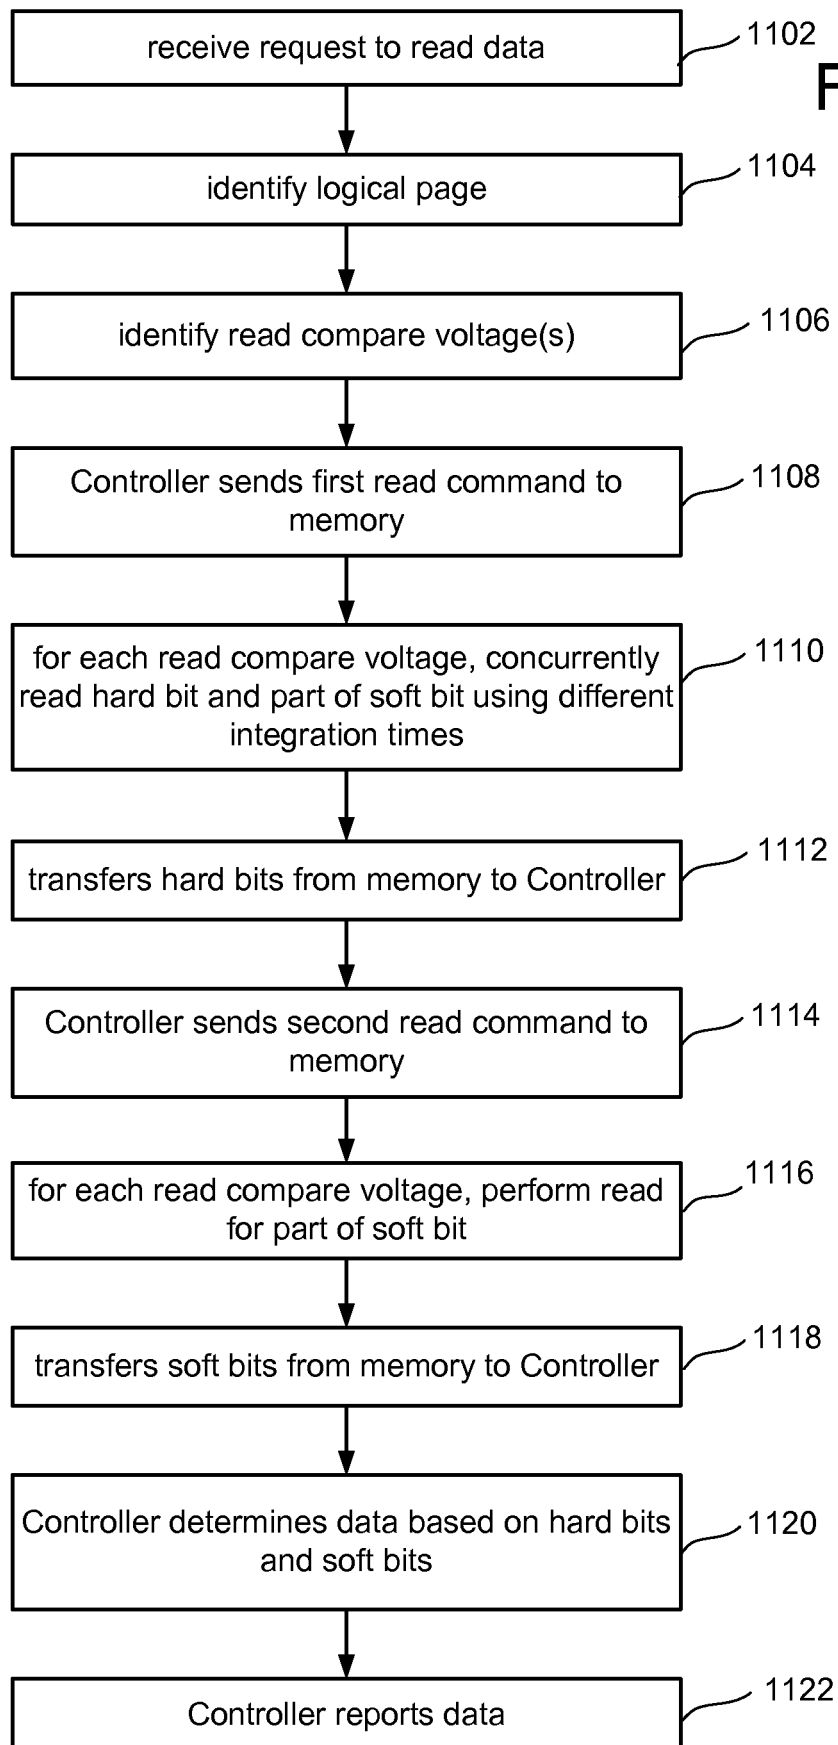 receive request to read data
1102
F
identify logical page
1104
identify read compare voltage(s)
1106
Controller sends first read command to
memory
1108
for each read compare voltage, concurrently
read hard bit and part of soft bit using different
integration times
1110
transfers hard bits from memory to Controller
1112
Controller sends second read command to
memory
1114
for each read compare voltage, perform read
for part of soft bit
1116
transfers soft bits from memory to Controller
1118
Controller determines data based on hard bits
and soft bits
1120
Controller reports data
1122